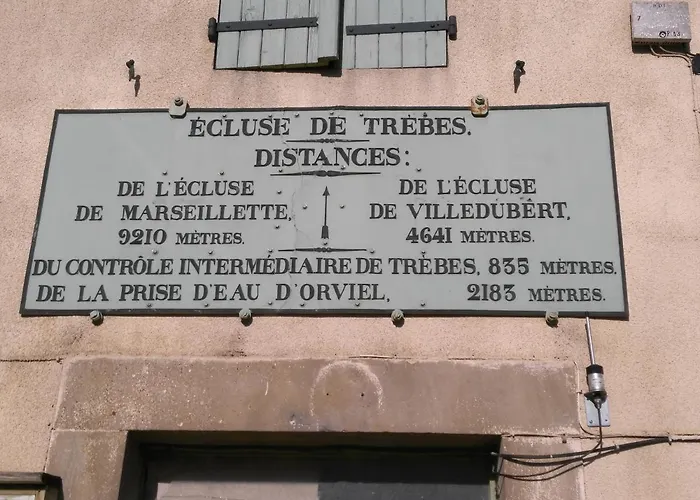 ÉCLUSE DE TRÈBES.
DISTANCES:
DE L'ÉCLUSE
DE MARSEILLETTE,
9210 MÈTRES.
DE L'ÉCLUSE
DE VILLEDUBERT,
4641 MÈTRES.
DU CONTRÔLE INTERMÉDIAIRE DE TRÈBES, 835 MÈTRES.
DE LA PRISE D'EAU D'ORVIEL, 2183 MÈTRES.